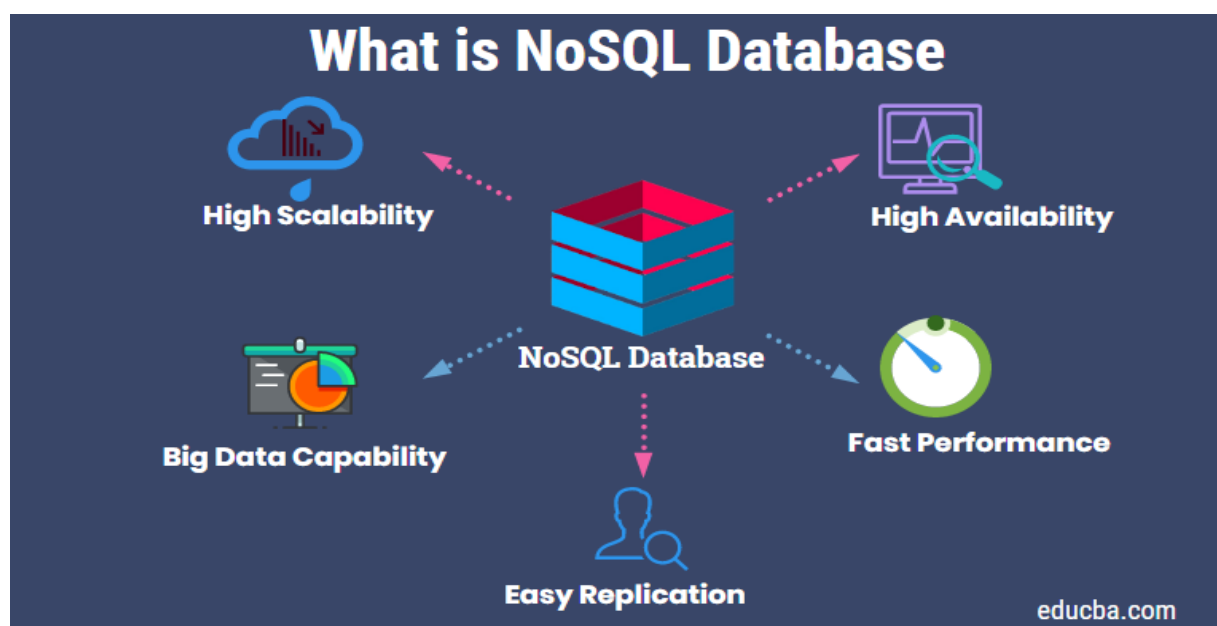 What is NoSQL Database
High Scalability
High Availability
NoSQL Database
Big Data Capability
Fast Performance
Easy Replication
educba.com